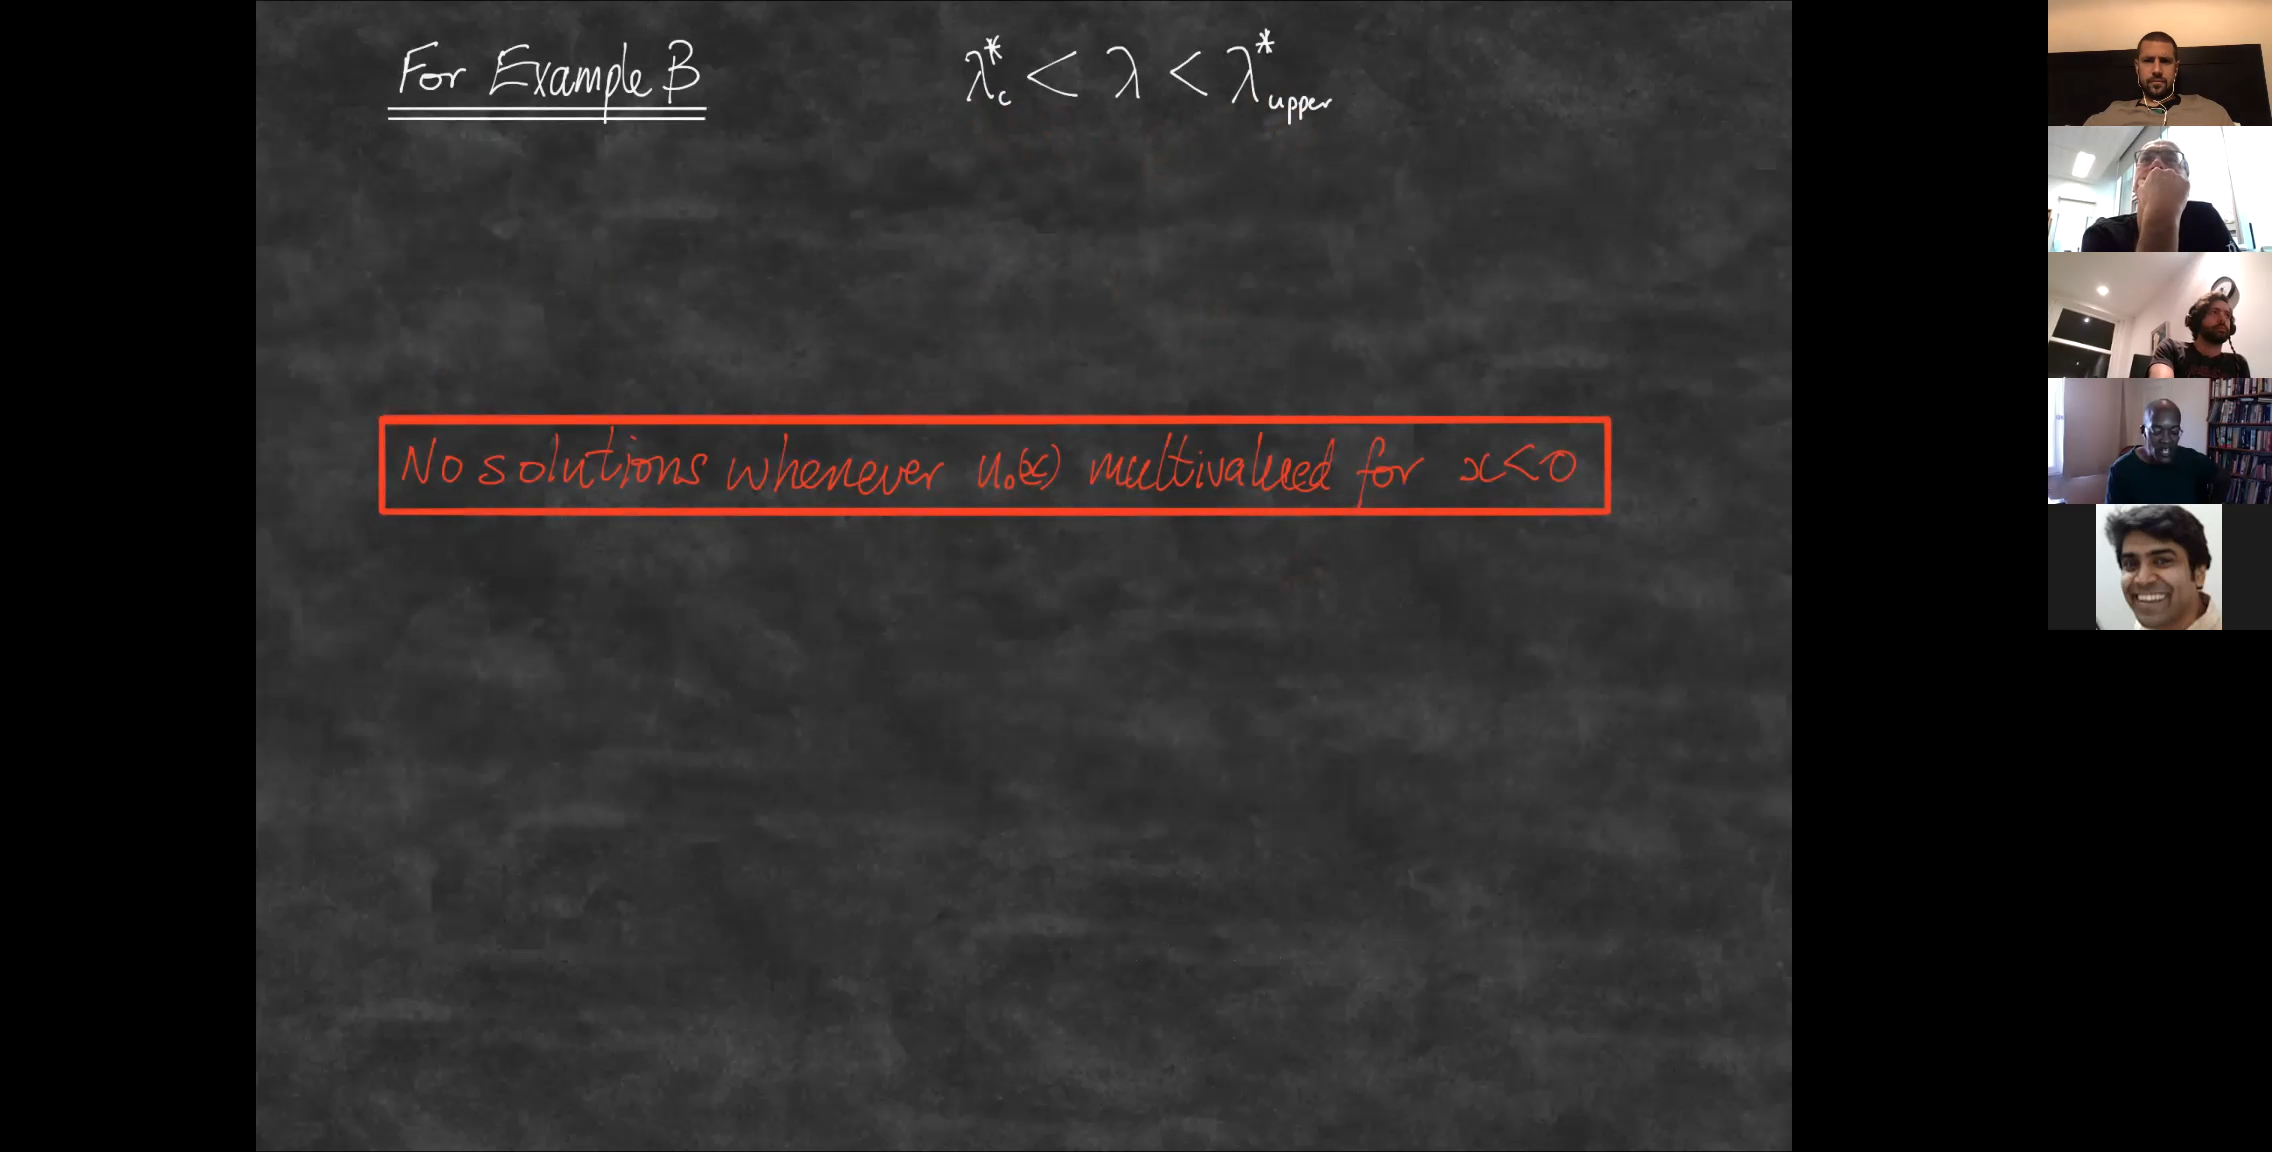 For Example B
λ*c < λ < λ*upper
No solutions whenever u₀(x) multivalued for x<0